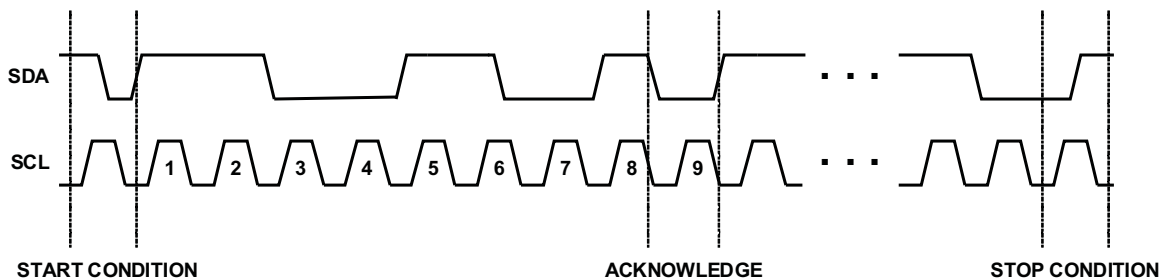 SDA
SCL 1 2 3 4 5 6 7 8 9
START CONDITION ACKNOWLEDGE STOP CONDITION